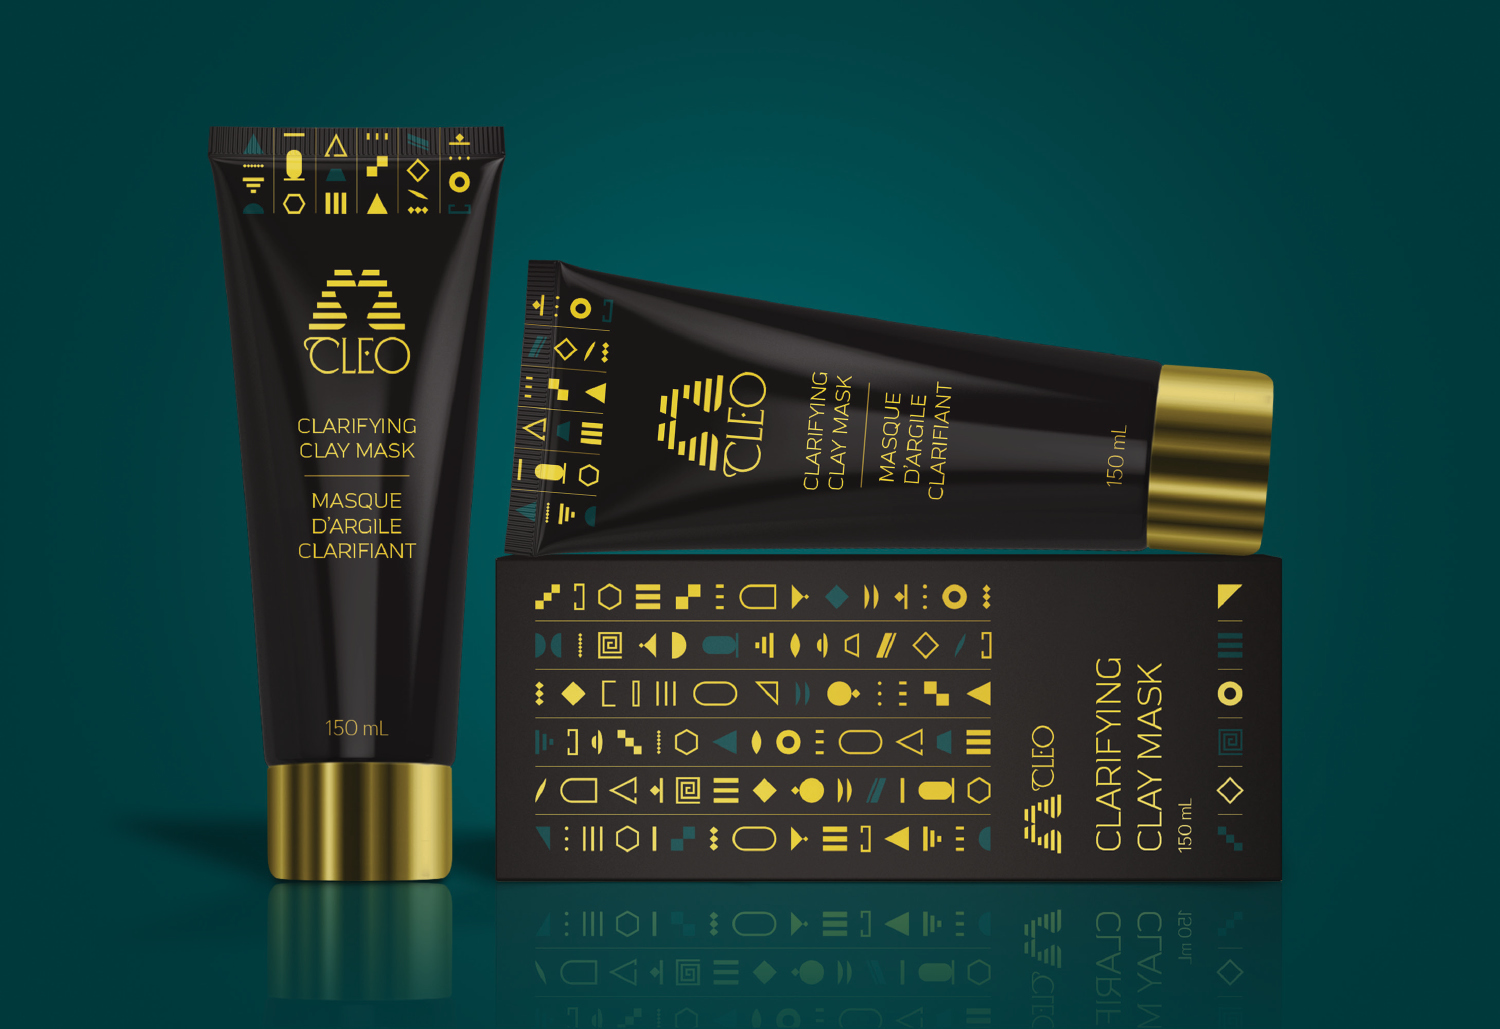 CLEO
CLARIFYING
CLAY MASK
MASQUE
D'ARGILE
CLARIFIANT
150 mL
CLEO
CLARIFYING
CLAY MASK
MASQUE
D'ARGILE
CLARIFIANT
150 mL
CLEO
CLARIFYING
CLAY MASK
150 mL